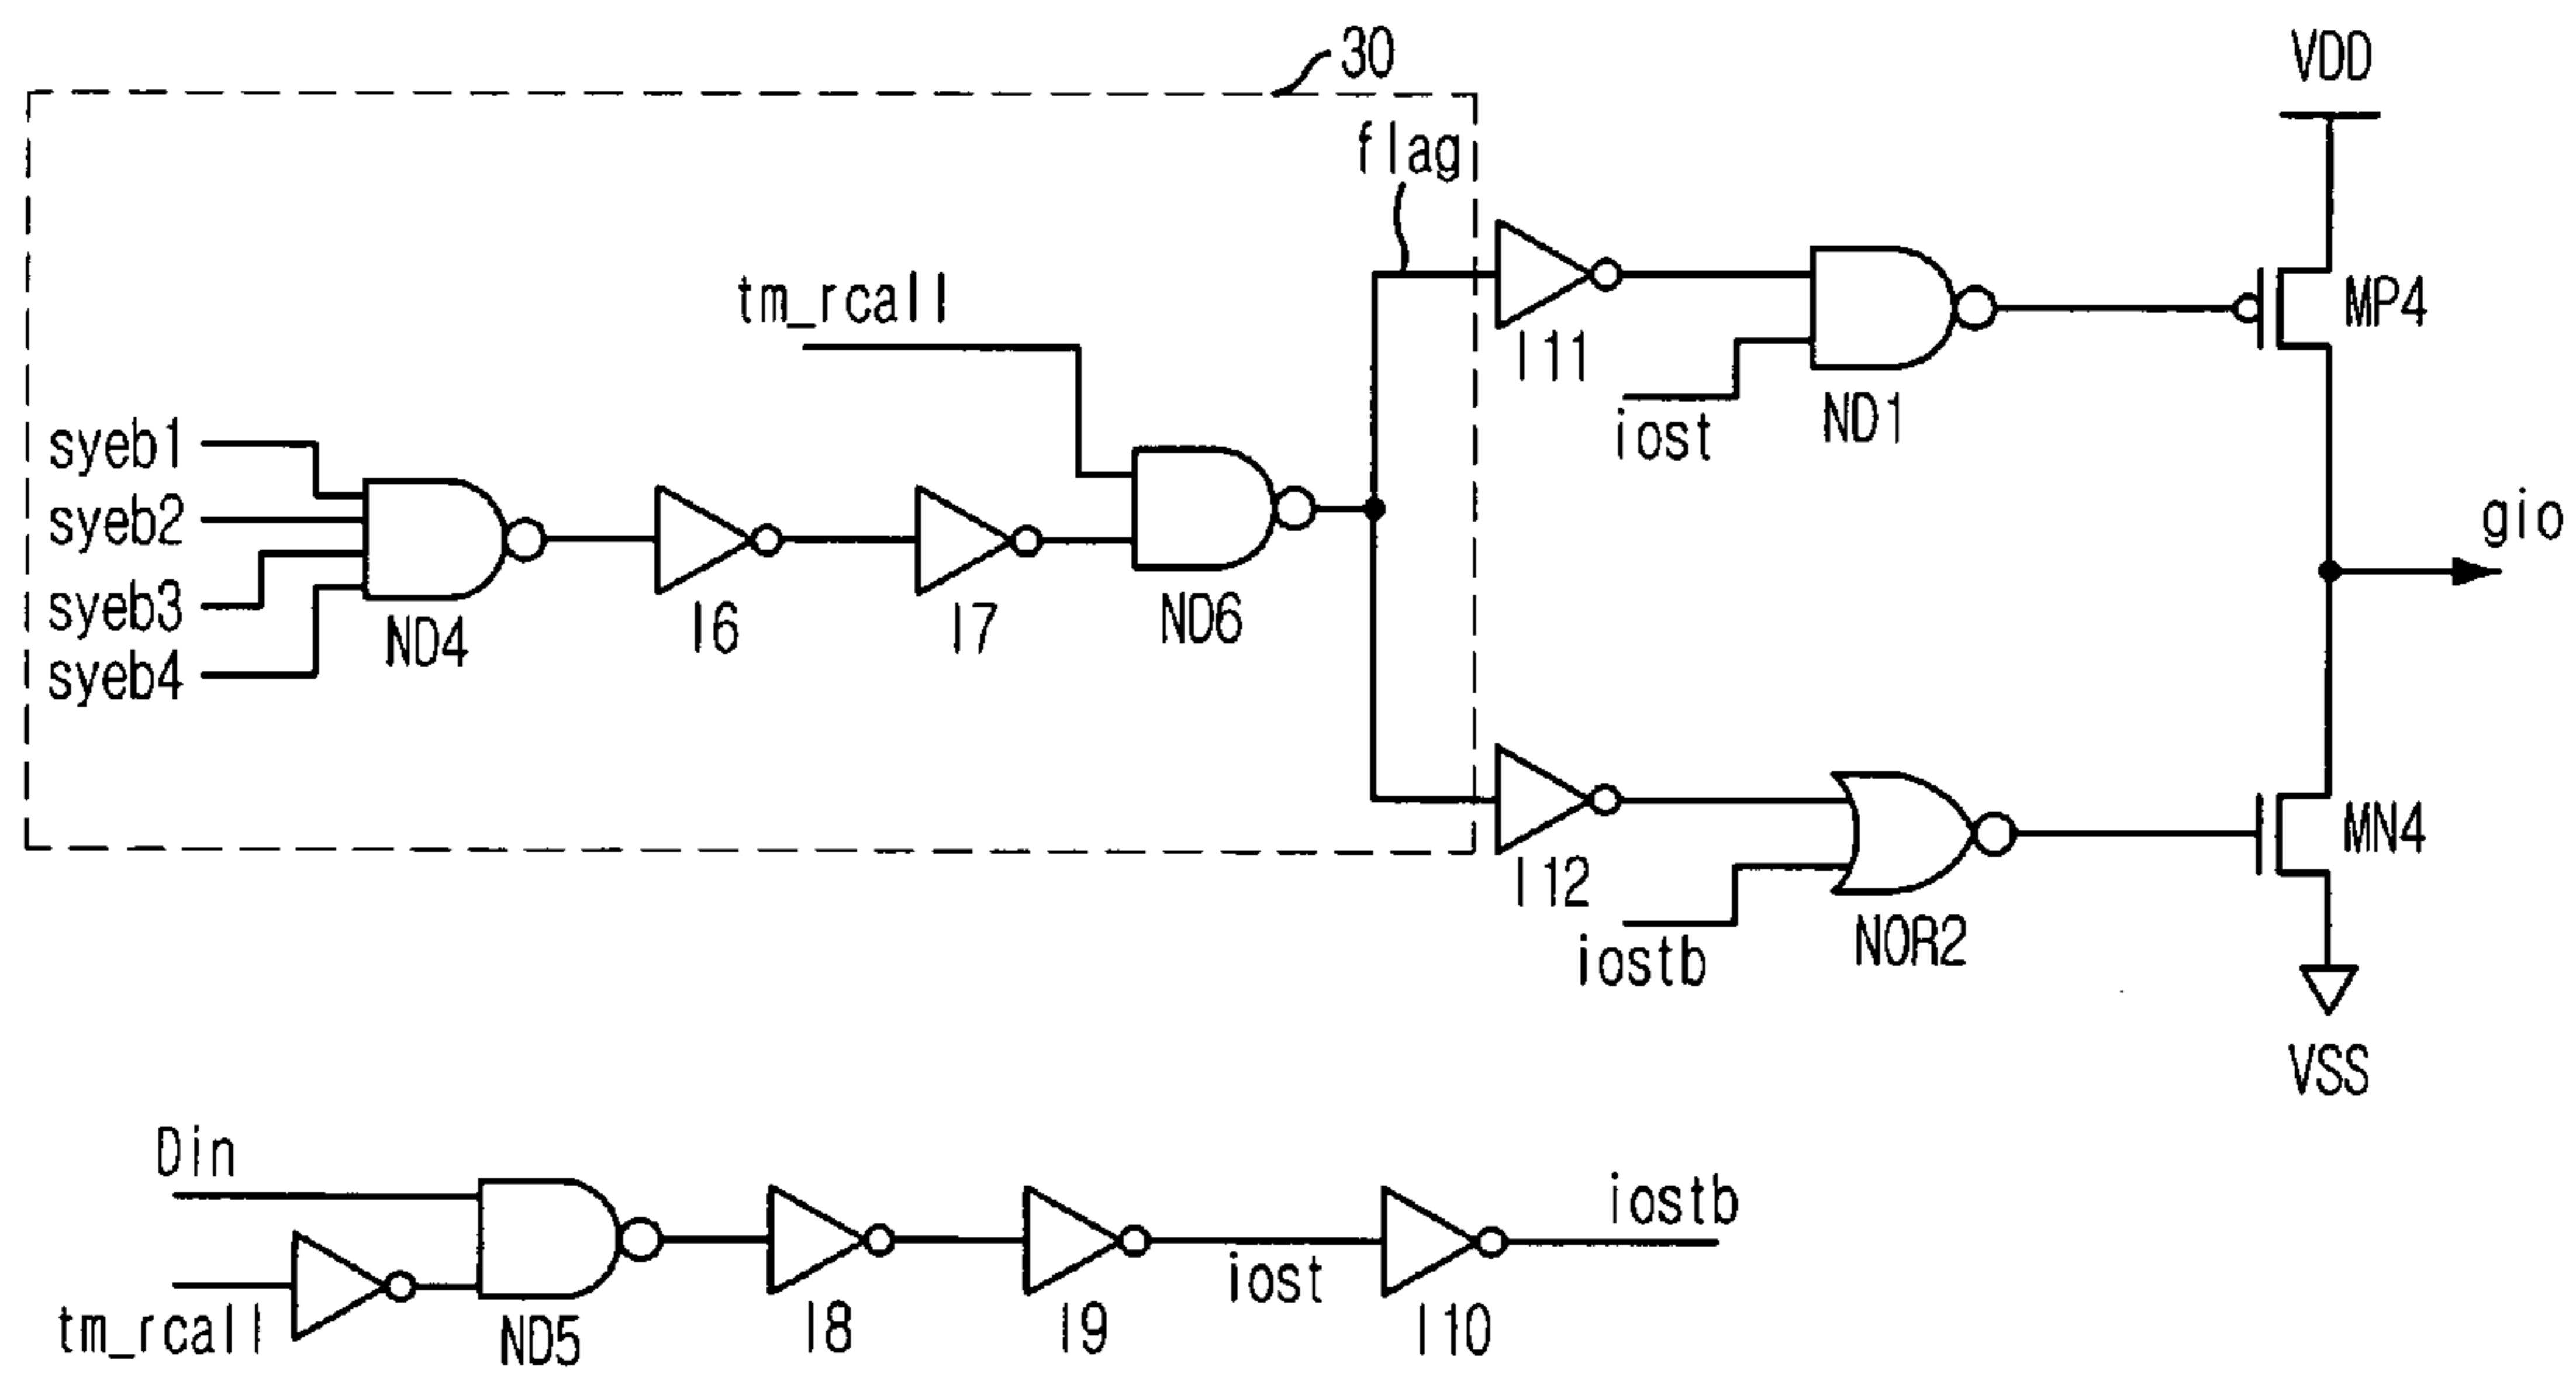 30
VDD
flag
tm_rcall
I11
iost
ND1
MP4
syeb1
syeb2
syeb3
syeb4
ND4
I6
I7
ND6
gio
I12
iostb
NOR2
MN4
VSS
Din
tm_rcall
ND5
I8
I9
iost
I10
iostb